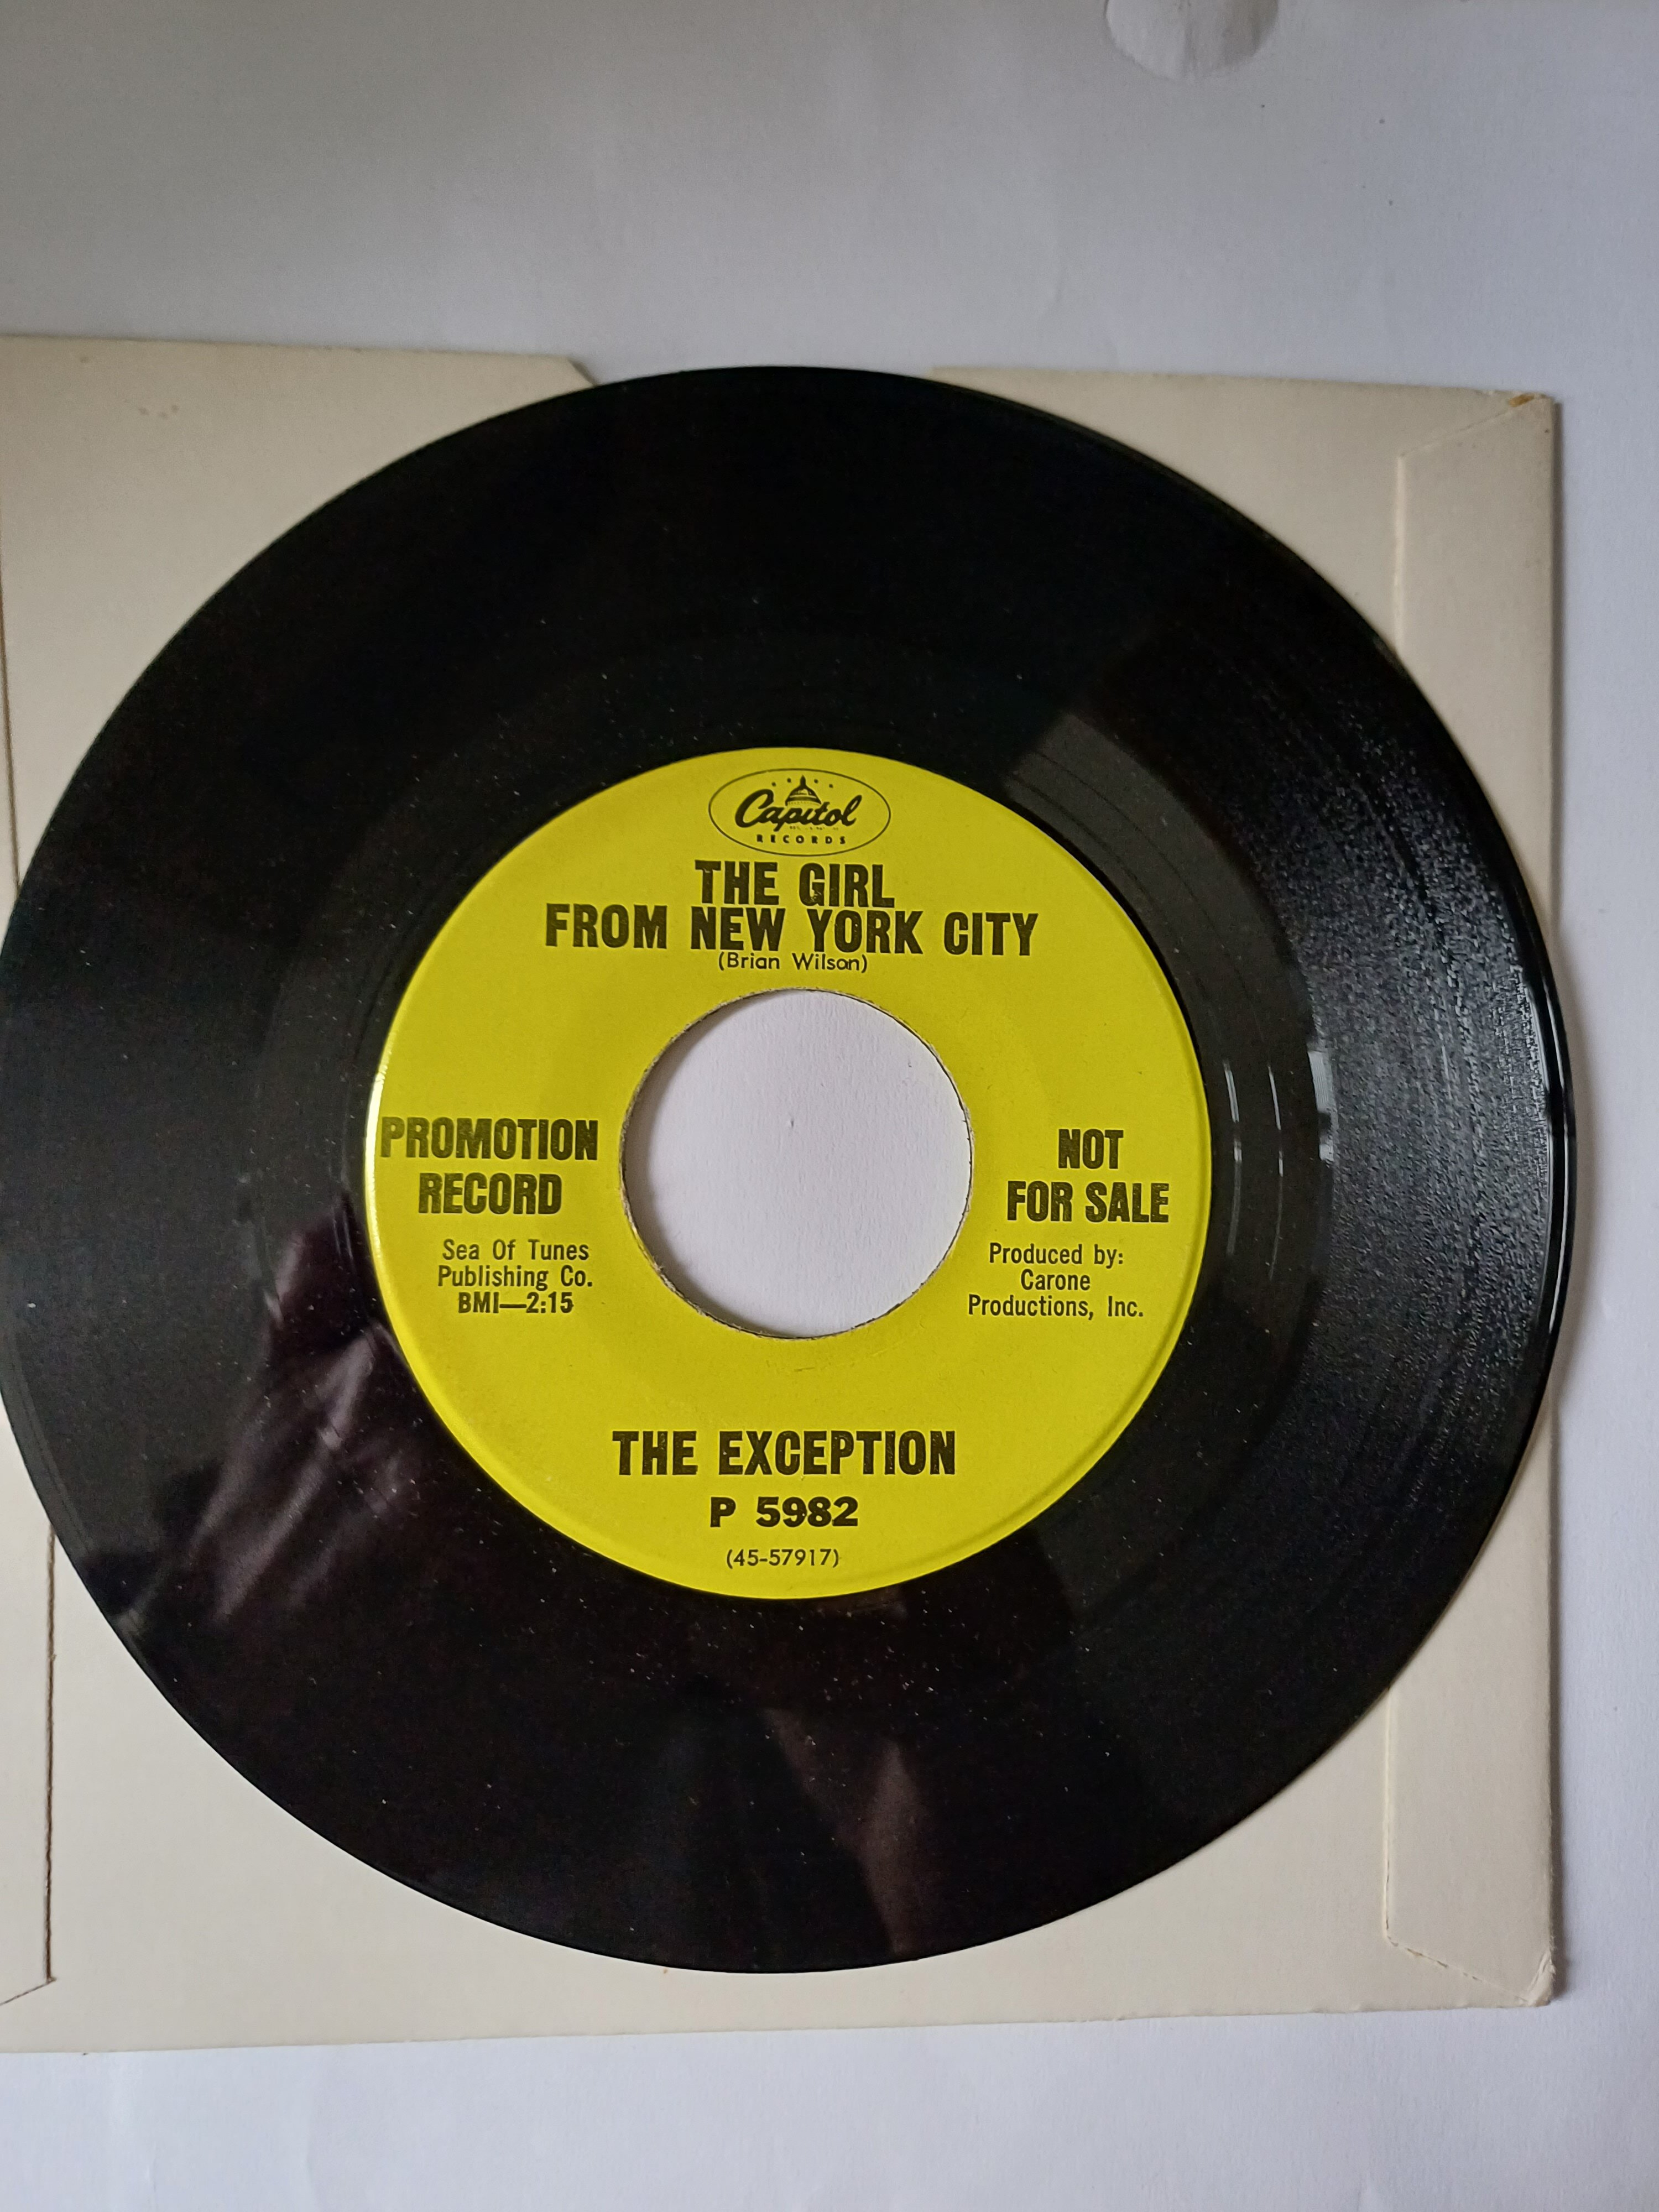 Capitol
RECORDS
THE GIRL
FROM NEW YORK CITY
(Brian Wilson)
PROMOTION
RECORD
Sea Of Tunes
Publishing Co.
BMI—2:15
NOT
FOR SALE
Produced by:
Carone
Productions, Inc.
THE EXCEPTION
P 5982
(45-57917)